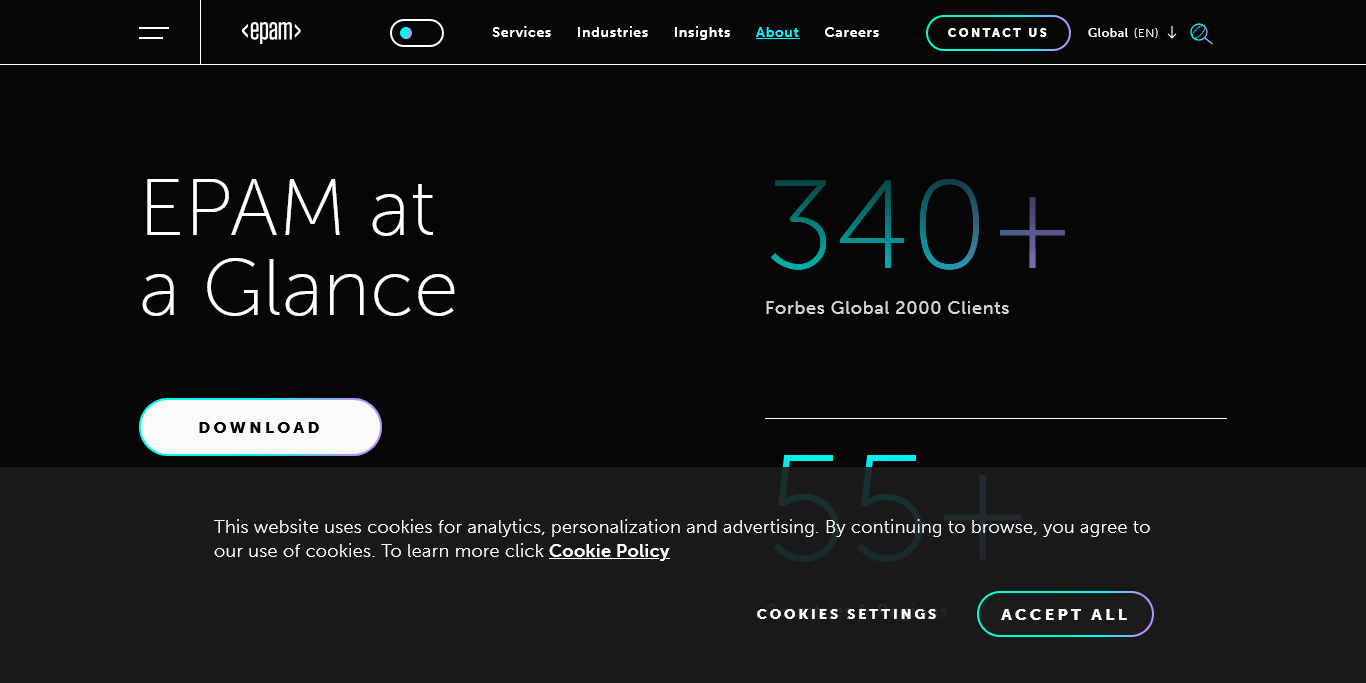 <epam>
Services
Industries
Insights
About
Careers
CONTACT US
Global (EN)
EPAM at
a Glance
DOWNLOAD
340+
Forbes Global 2000 Clients
55+
This website uses cookies for analytics, personalization and advertising. By continuing to browse, you agree to
our use of cookies. To learn more click Cookie Policy
COOKIES SETTINGS
ACCEPT ALL